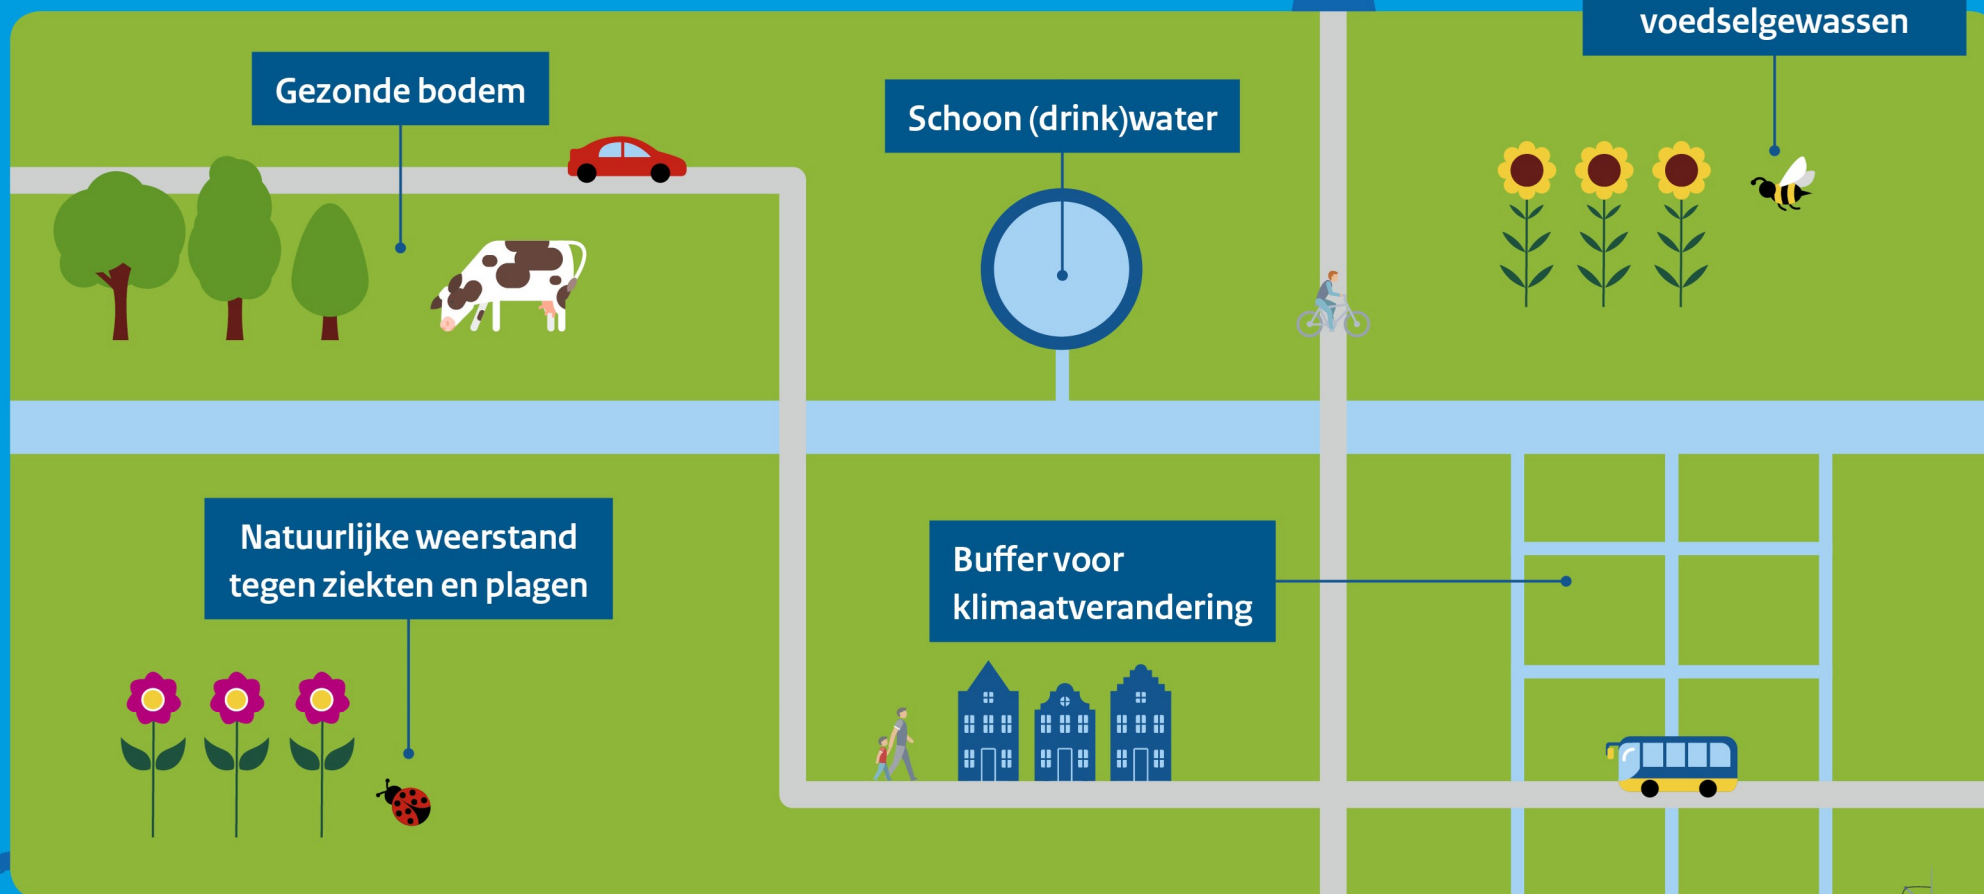 voedselgewassen
Gezonde bodem
Schoon (drink)water
Natuurlijke weerstand
tegen ziekten en plagen
Buffer voor
klimaatverandering